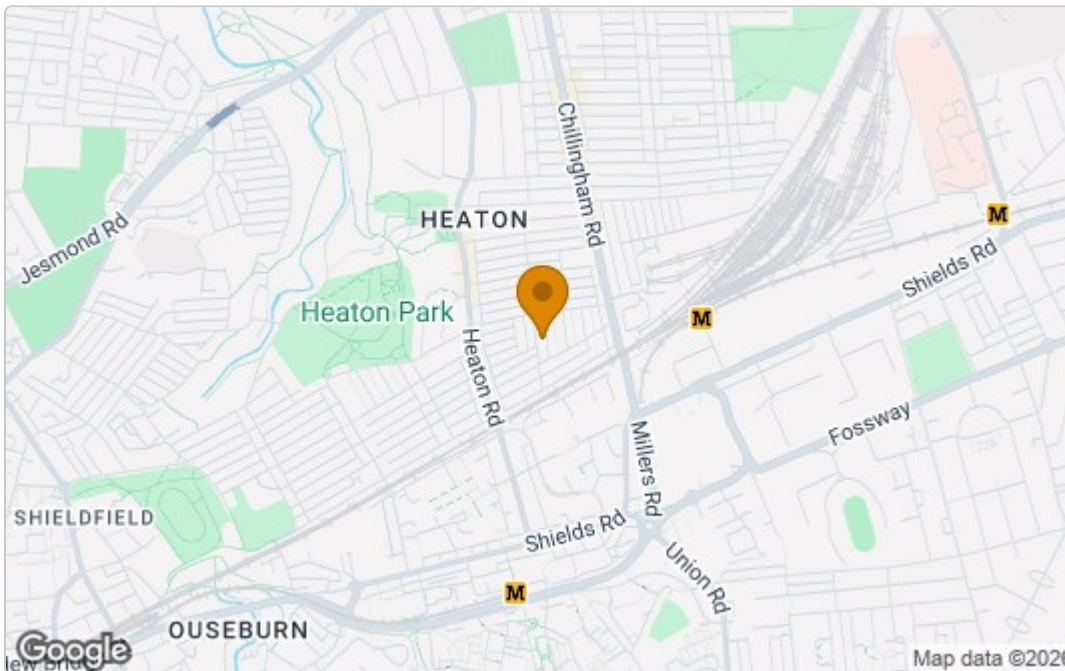 Chillingham Rd
HEATON
Jesmond Rd
M
Shields Rd
Heaton Park
M
Heaton Rd
Fossway
Millers Rd
SHIELDFIELD
Shields Rd
Union Rd
M
OUSEBURN
Google
Map data ©2026